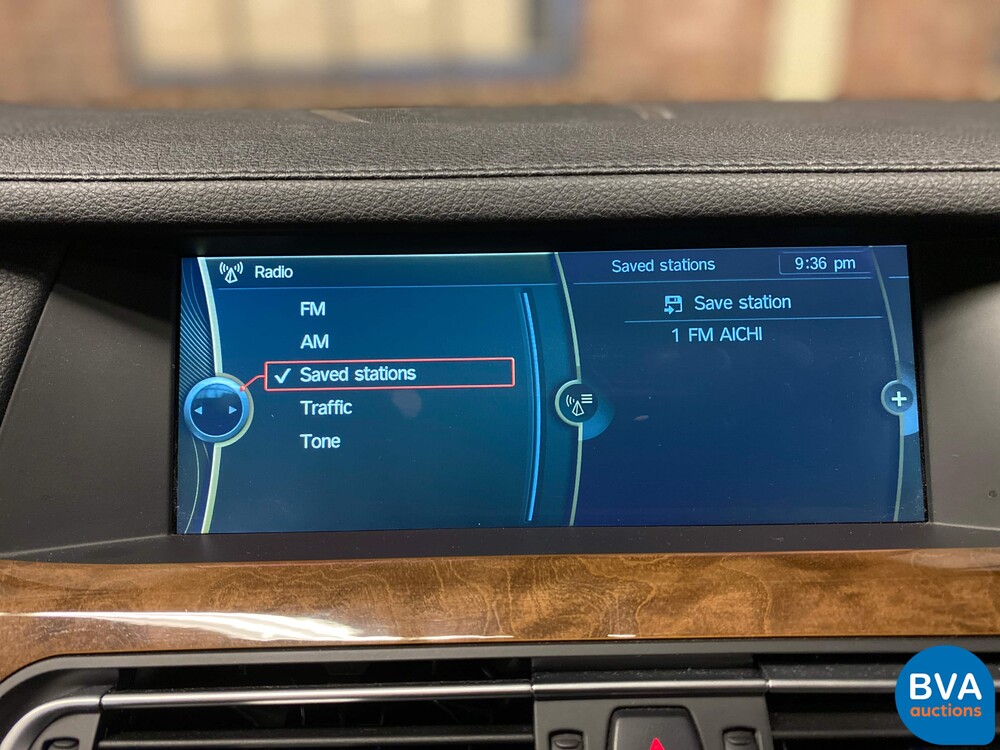 Radio
FM
AM
Saved stations
Traffic
Tone
Saved stations 9:36 pm
Save station
1 FM AICHI
BVA
auctions